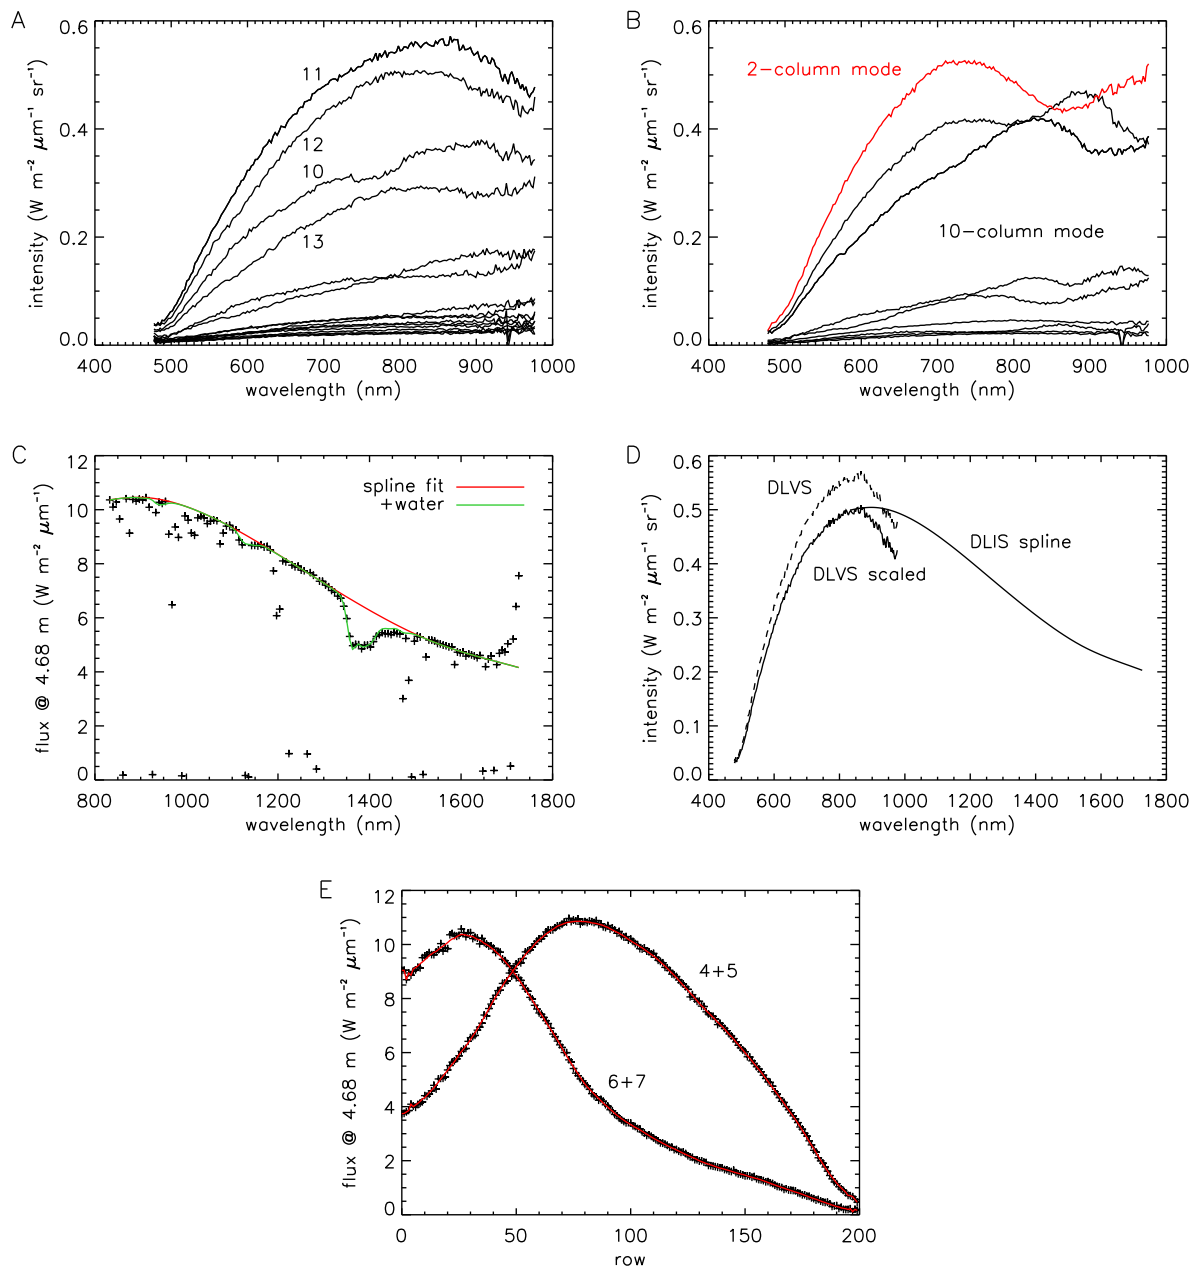 A
0.6
0.4
0.2
0.0
intensity (W m⁻² μm⁻¹ sr⁻¹)
11
12
10
13
400 500 600 700 800 900 1000
wavelength (nm)
B
0.6
0.4
0.2
0.0
intensity (W m⁻² μm⁻¹ sr⁻¹)
2-column mode
10-column mode
400 500 600 700 800 900 1000
wavelength (nm)
C
12
10
8
6
4
2
0
flux @ 4.68 m (W m⁻² μm⁻¹)
spline fit
+water
800 1000 1200 1400 1600 1800
wavelength (nm)
D
0.6
0.5
0.4
0.3
0.2
0.1
0.0
intensity (W m⁻² μm⁻¹ sr⁻¹)
DLVS
DLIS spline
DLVS scaled
400 600 800 1000 1200 1400 1600 1800
wavelength (nm)
E
12
10
8
6
4
2
0
flux @ 4.68 m (W m⁻² μm⁻¹)
4+5
6+7
0 50 100 150 200
row